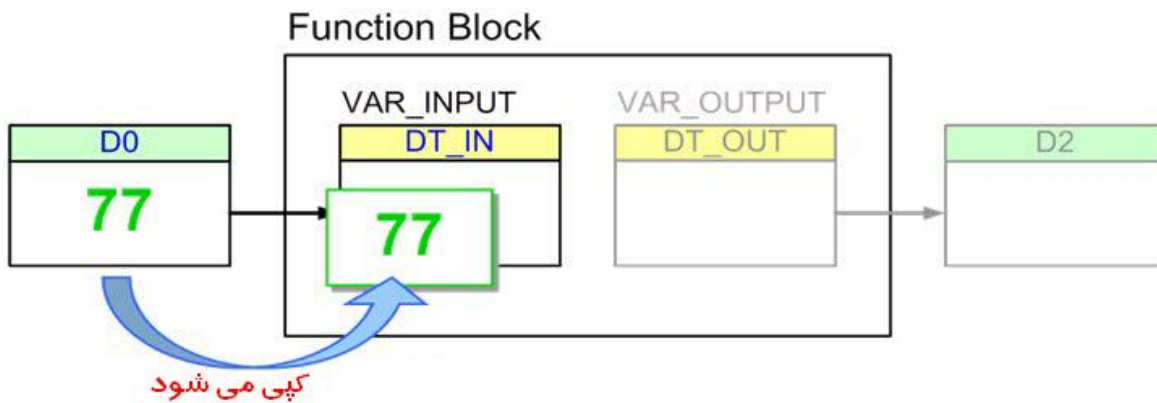 Function Block
VAR_INPUT
VAR_OUTPUT
D0
DT_IN
DT_OUT
D2
77
77
کپی می شود